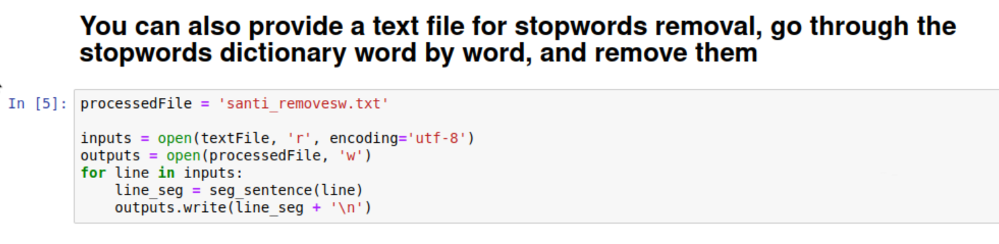 You can also provide a text file for stopwords removal, go through the
stopwords dictionary word by word, and remove them
In [5]: processedFile = 'santi_removesw.txt'
inputs = open(textFile, 'r', encoding='utf-8')
outputs = open(processedFile, 'w')
for line in inputs:
    line_seg = seg_sentence(line)
    outputs.write(line_seg + '\n')